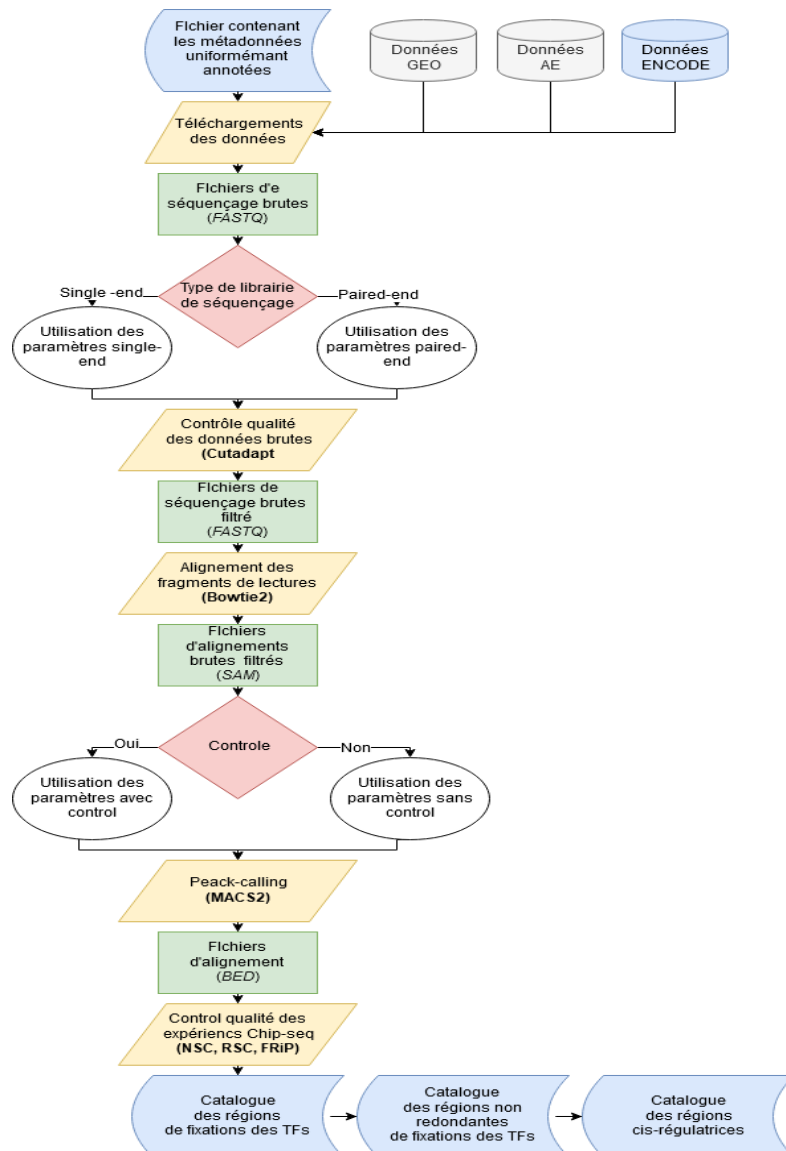 FIchier contenant
les métadonnées
uniformémant
annotées
Données
GEO
Données
AE
Données
ENCODE
Téléchargements
des données
FIchiers d'e
séquençage brutes
(FASTQ)
Type de librairie
de séquençage
Single -end
Paired-end
Utilisation des
paramètres single-
end
Utilisation des
paramètres paired-
end
Contrôle qualité
des données brutes
(Cutadapt
FIchiers de
séquençage brutes
filtré
(FASTQ)
Alignement des
fragments de lectures
(Bowtie2)
FIchiers
d'alignements
brutes filtrés
(SAM)
Controle
Oui
Non
Utilisation des
paramètres avec
control
Utilisation des
paramètres sans
control
Peack-calling
(MACS2)
FIchiers
d'alignement
(BED)
Control qualité des
expériencs Chip-seq
(NSC, RSC, FRiP)
Catalogue
des régions
de fixations des TFs
Catalogue
des régions non
redondantes
de fixations des TFs
Catalogue
des régions
cis-régulatrices